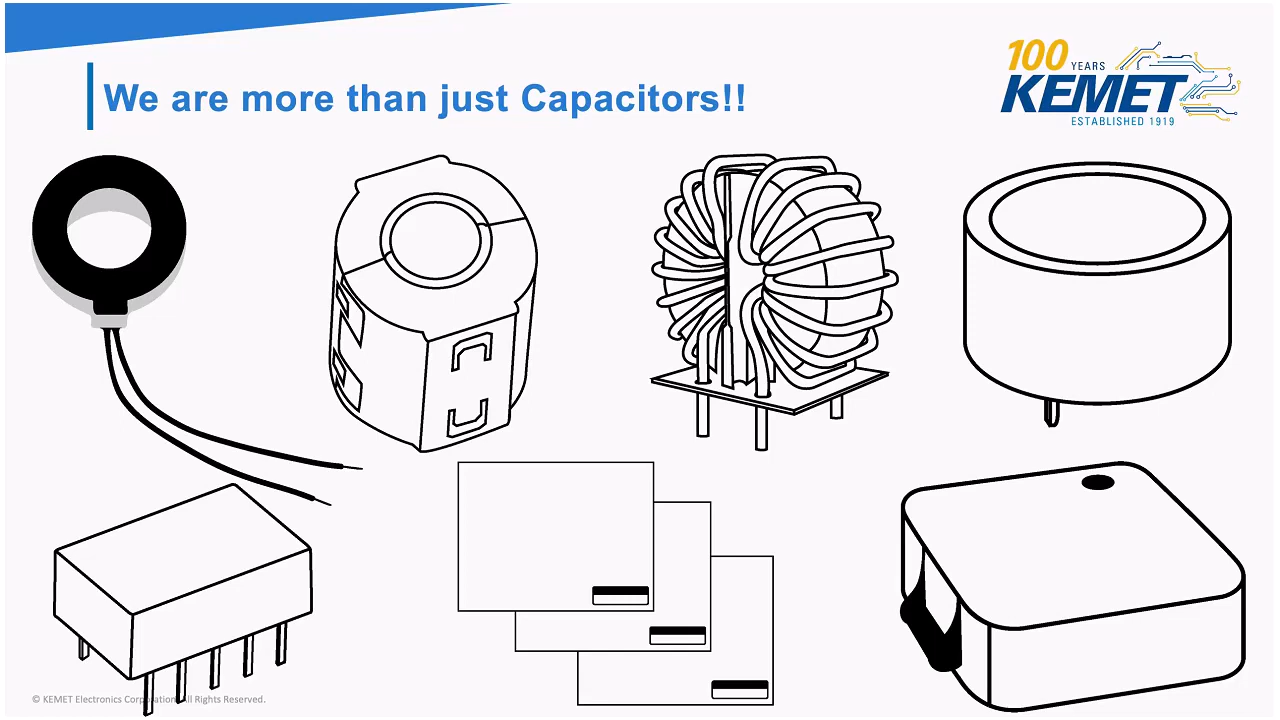 We are more than just Capacitors!!
100 YEARS
KEMET
ESTABLISHED 1919
© KEMET Electronics Corporation. All Rights Reserved.